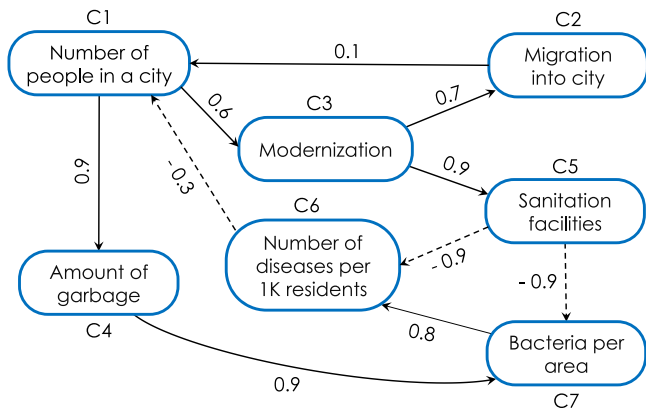 C1
Number of
people in a city
C2
Migration
into city
0.1
0.6
C3
Modernization
0.7
0.9
0.9
- 0.3
C5
Sanitation
facilities
C6
Number of
diseases per
1K residents
- 0.9
- 0.9
Amount of
garbage
C4
0.8
0.9
Bacteria per
area
C7